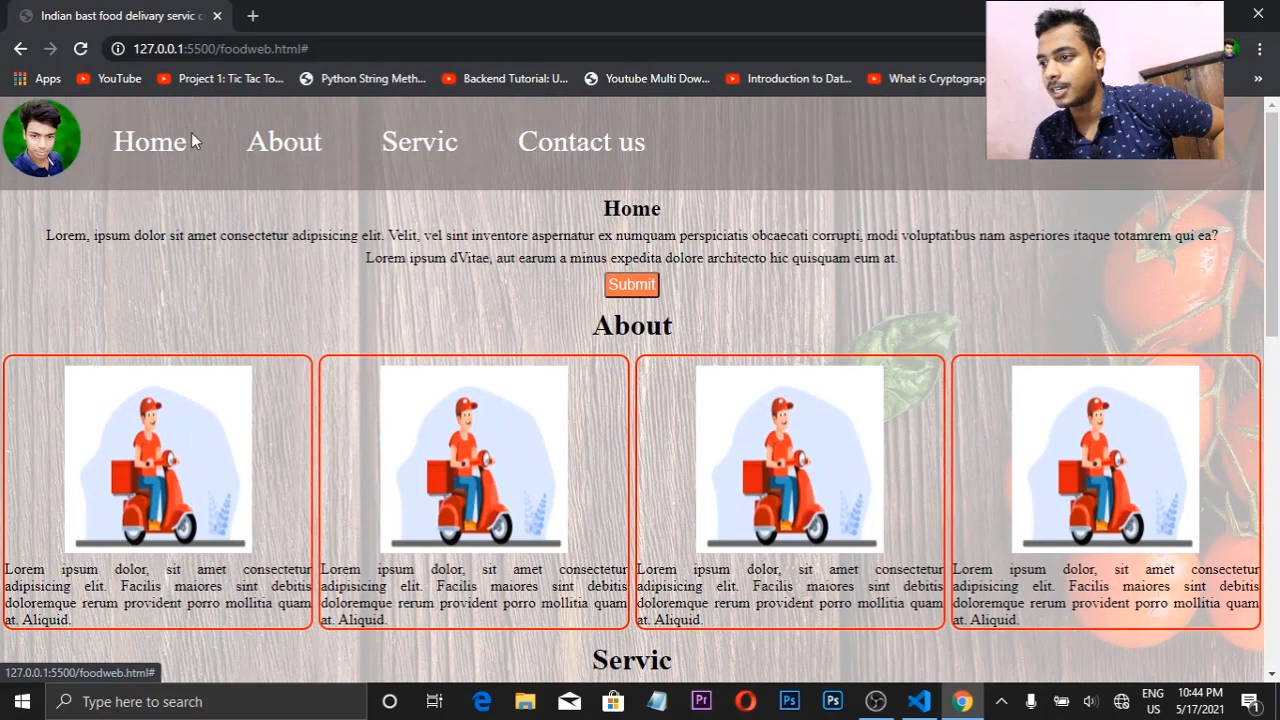 Indian bast food delivary servic c
127.0.0.1:5500/foodweb.html#
Apps YouTube Project 1: Tic Tac To... Python String Meth... Backend Tutorial: U... Youtube Multi Dow... Introduction to Dat... What is Cryptograp »
Home About Servic Contact us
Home
Lorem, ipsum dolor sit amet consectetur adipisicing elit. Velit, vel sint inventore aspernatur ex numquam perspiciatis obcaecati corrupti, modi voluptatibus nam asperiores itaque totamrem qui ea?
Lorem ipsum dVitae, aut earum a minus expedita dolore architecto hic quisquam eum at.
Submit
About
Lorem ipsum dolor, sit amet consectetur
adipisicing elit. Facilis maiores sint debitis
doloremque rerum provident porro mollitia quam
at. Aliquid.
Lorem ipsum dolor, sit amet consectetur
adipisicing elit. Facilis maiores sint debitis
doloremque rerum provident porro mollitia quam
at. Aliquid.
Lorem ipsum dolor, sit amet consectetur
adipisicing elit. Facilis maiores sint debitis
doloremque rerum provident porro mollitia quam
at. Aliquid.
Lorem ipsum dolor, sit amet consectetur
adipisicing elit. Facilis maiores sint debitis
doloremque rerum provident porro mollitia quam
at. Aliquid.
Servic
127.0.0.1:5500/foodweb.html#
Type here to search
Pr Ps Ps
ENG
US
10:44 PM
5/17/2021
1